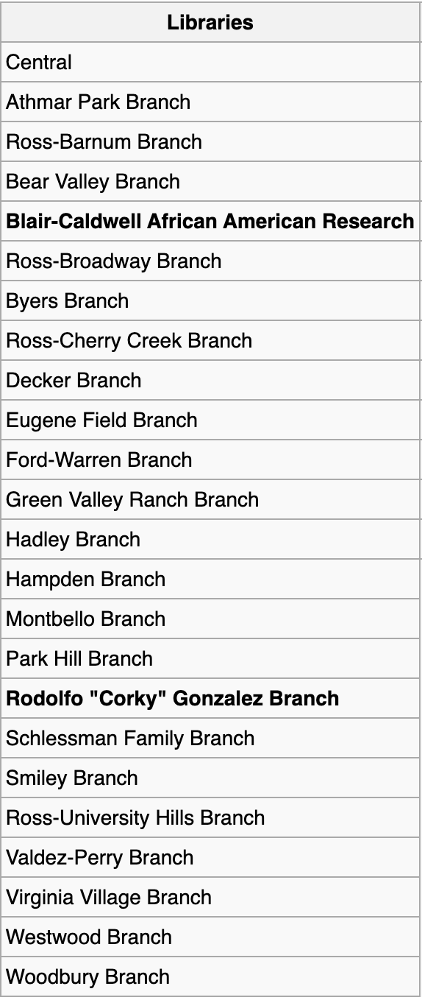 Libraries
Central
Athmar Park Branch
Ross-Barnum Branch
Bear Valley Branch
Blair-Caldwell African American Research
Ross-Broadway Branch
Byers Branch
Ross-Cherry Creek Branch
Decker Branch
Eugene Field Branch
Ford-Warren Branch
Green Valley Ranch Branch
Hadley Branch
Hampden Branch
Montbello Branch
Park Hill Branch
Rodolfo "Corky" Gonzalez Branch
Schlessman Family Branch
Smiley Branch
Ross-University Hills Branch
Valdez-Perry Branch
Virginia Village Branch
Westwood Branch
Woodbury Branch